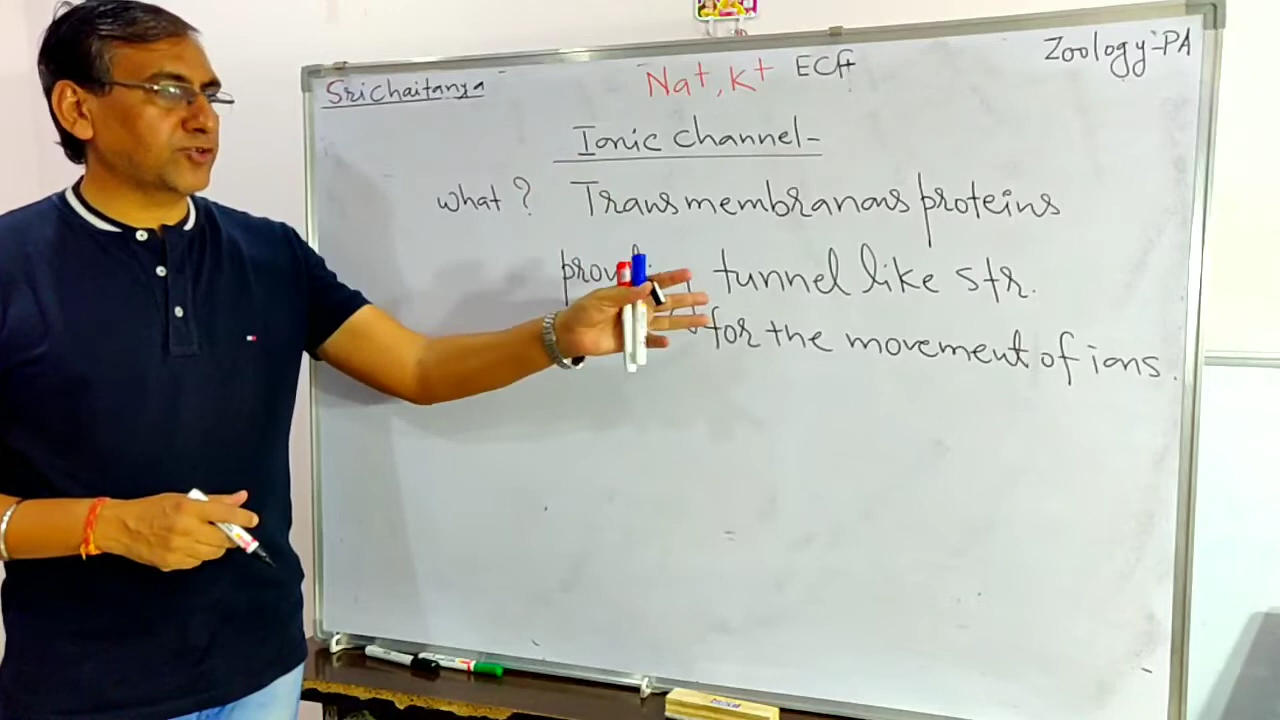 Srichaitanya
Na+, K+ ECF
Zoology-PA
Ionic Channel-
what? Transmembranous proteins
tunnel like str.
for the movement of ions.